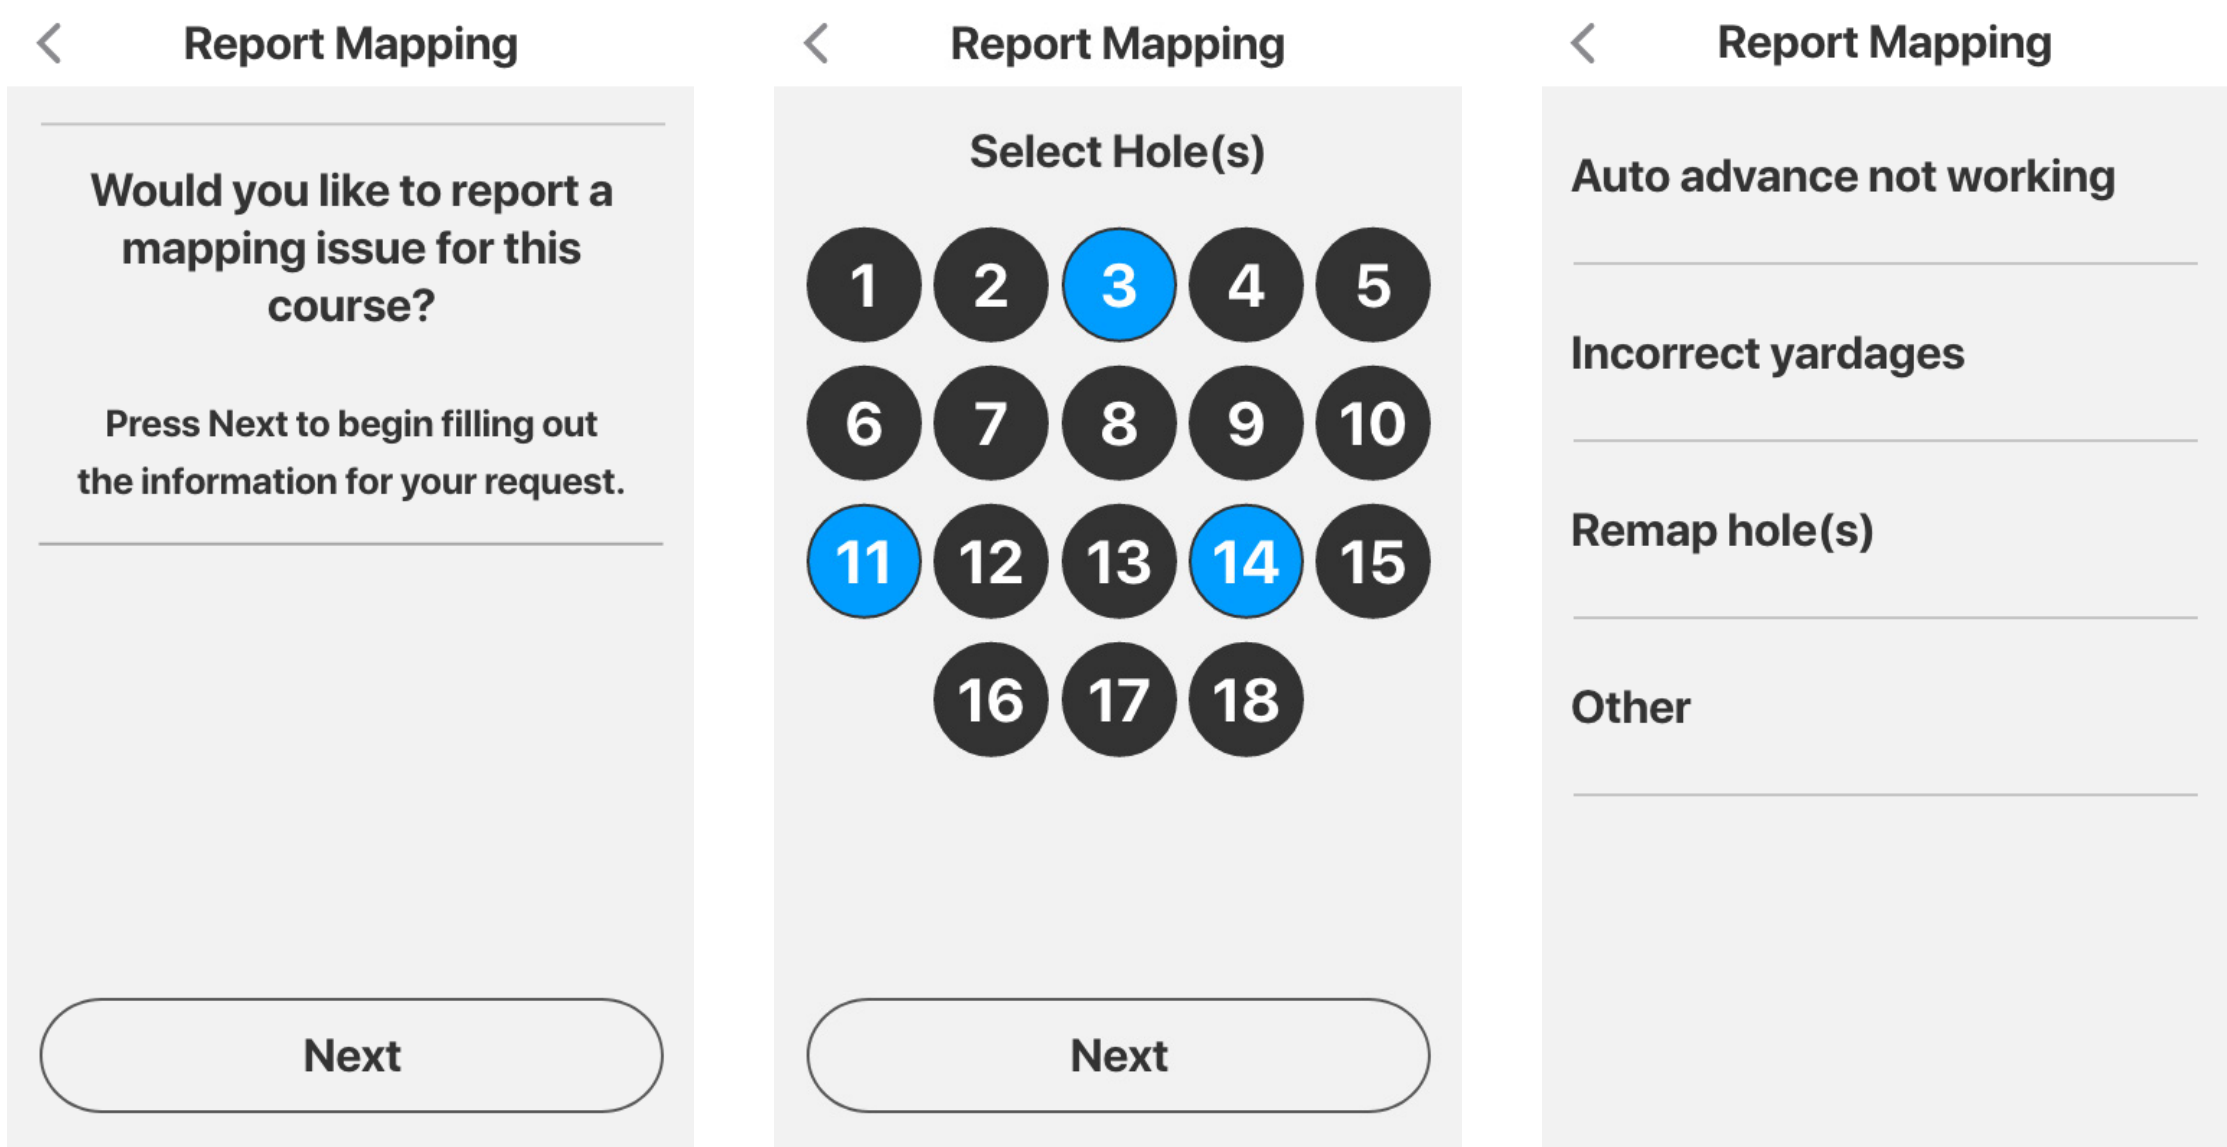 Report Mapping
Would you like to report a
mapping issue for this
course?
Press Next to begin filling out
the information for your request.
Next
Report Mapping
Select Hole(s)
1 2 3 4 5
6 7 8 9 10
11 12 13 14 15
16 17 18
Next
Report Mapping
Auto advance not working
Incorrect yardages
Remap hole(s)
Other